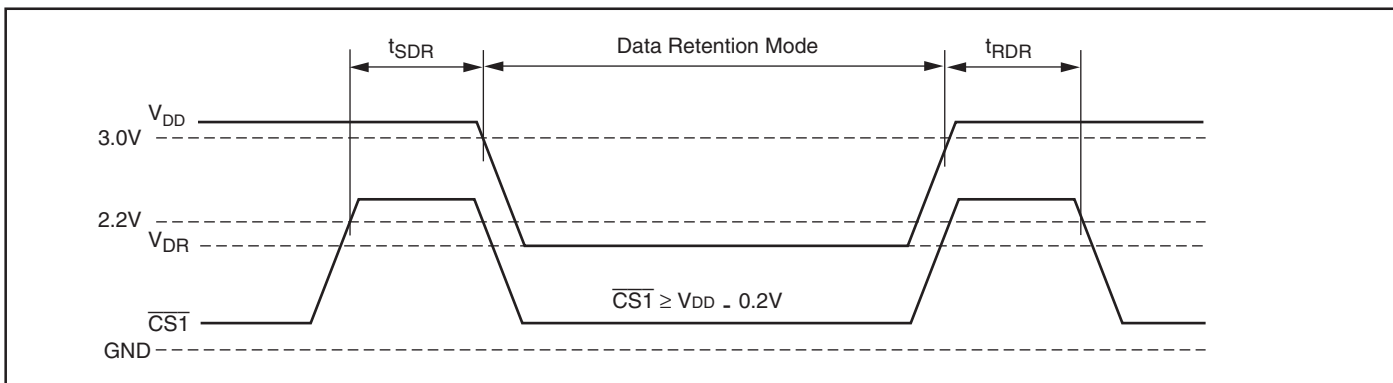 tSDR Data Retention Mode tRDR
VDD
3.0V
2.2V
VDR
CS1 ≥ VDD - 0.2V
CS1
GND